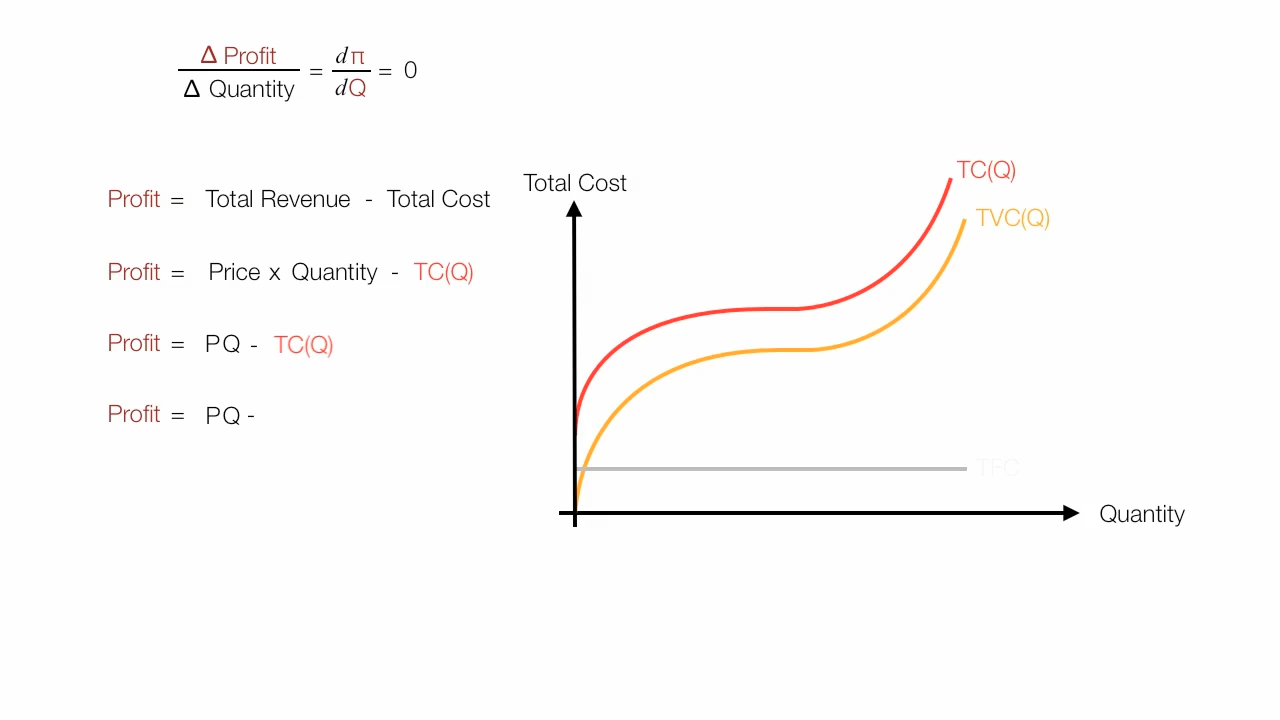 Δ Profit / Δ Quantity = dπ / dQ = 0
Profit = Total Revenue - Total Cost
Profit = Price x Quantity - TC(Q)
Profit = PQ - TC(Q)
Profit = PQ -
Total Cost
TC(Q)
TVC(Q)
TFC
Quantity